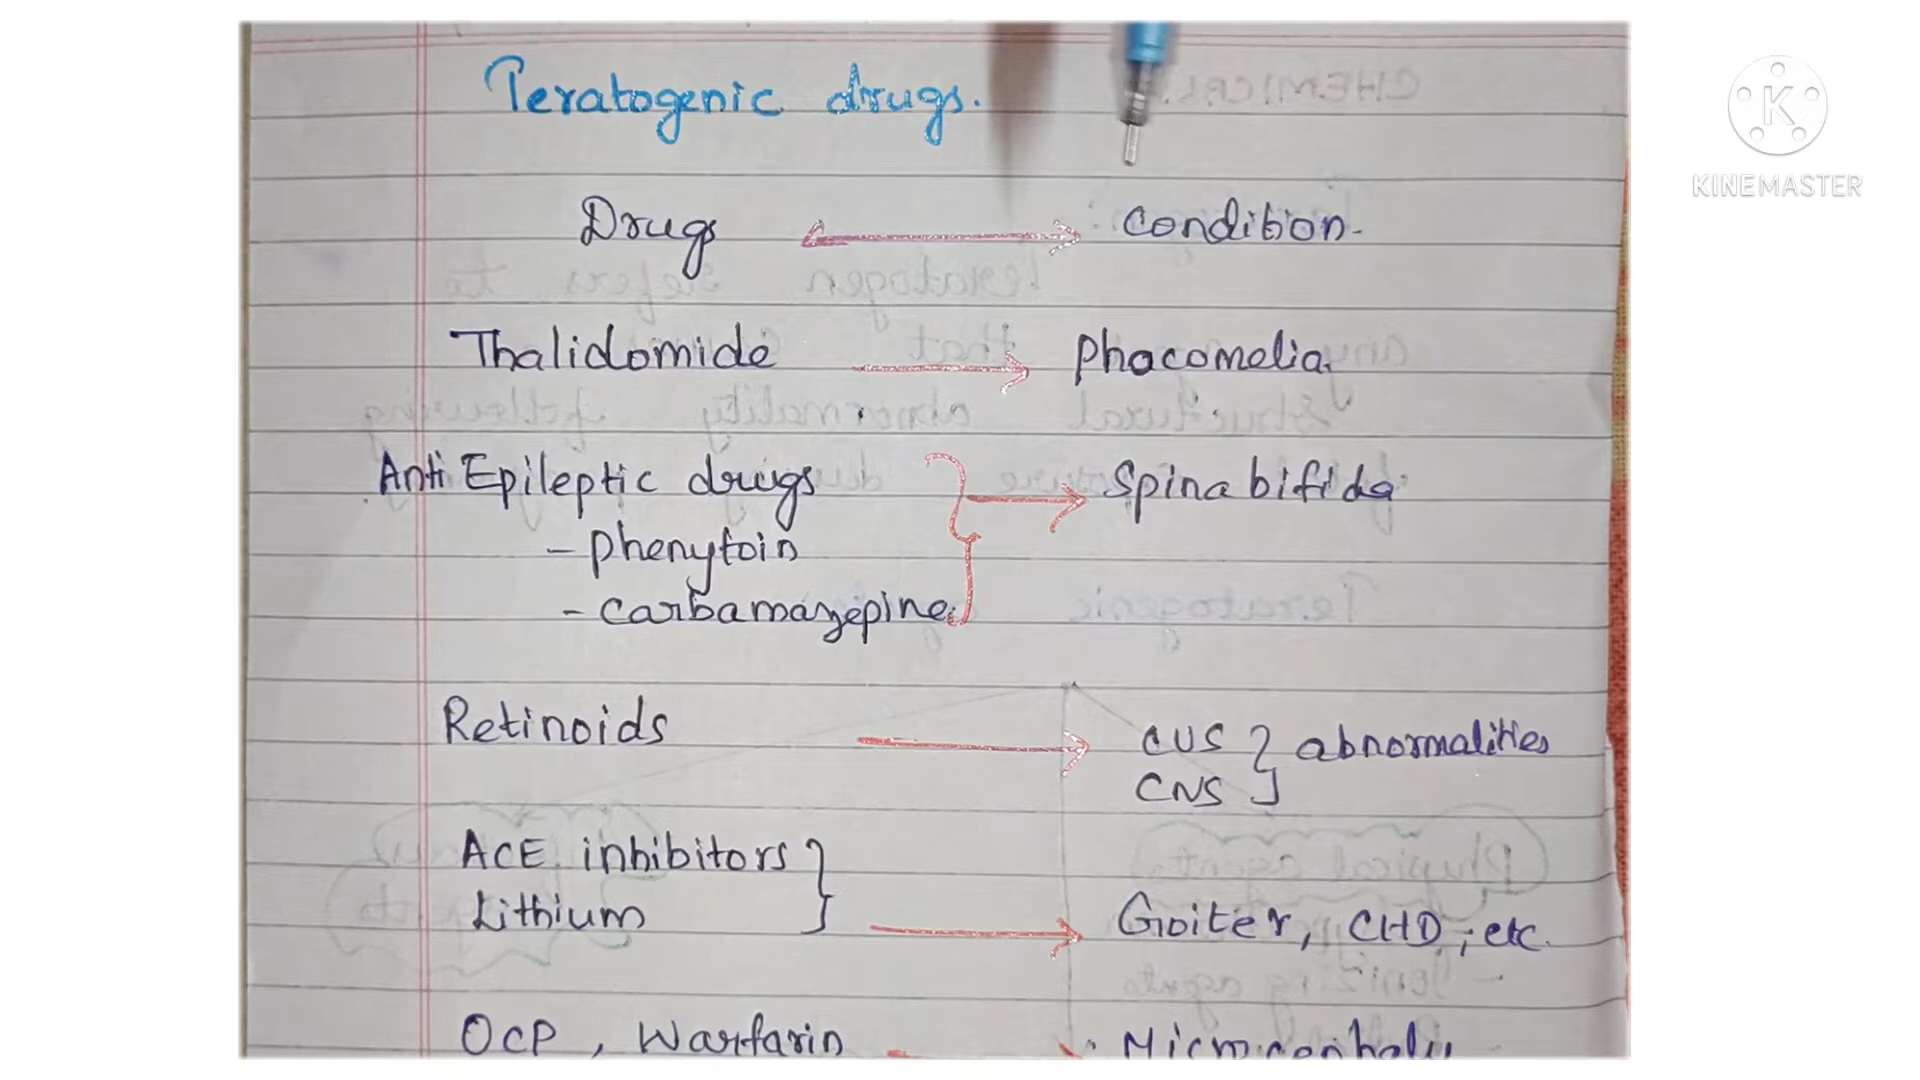 Teratogenic drugs.
Drugs ⟷ Condition.
Thalidomide → Phocomelia.
Anti Epileptic drugs } → Spina bifida
- Phenytoin
- Carbamazepine
Retinoids → CVS } abnormalities
CNS
ACE inhibitors }
Lithium → Goiter, CHD, etc.
OCP, Warfarin
KINEMASTER